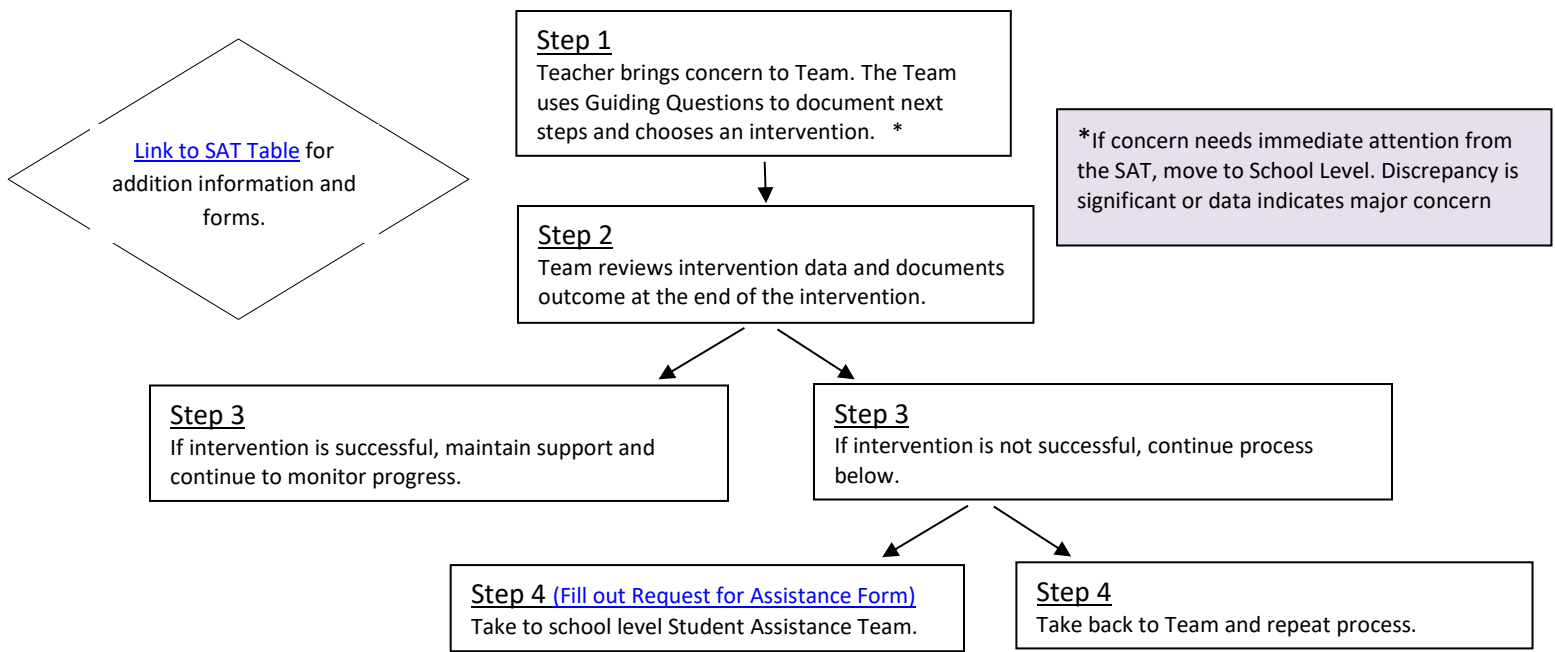 Step 1
Teacher brings concern to Team. The Team
uses Guiding Questions to document next
steps and chooses an intervention. *
Link to SAT Table for
addition information and
forms.
*If concern needs immediate attention from
the SAT, move to School Level. Discrepancy is
significant or data indicates major concern
Step 2
Team reviews intervention data and documents
outcome at the end of the intervention.
Step 3
If intervention is successful, maintain support and
continue to monitor progress.
Step 3
If intervention is not successful, continue process
below.
Step 4 (Fill out Request for Assistance Form)
Take to school level Student Assistance Team.
Step 4
Take back to Team and repeat process.